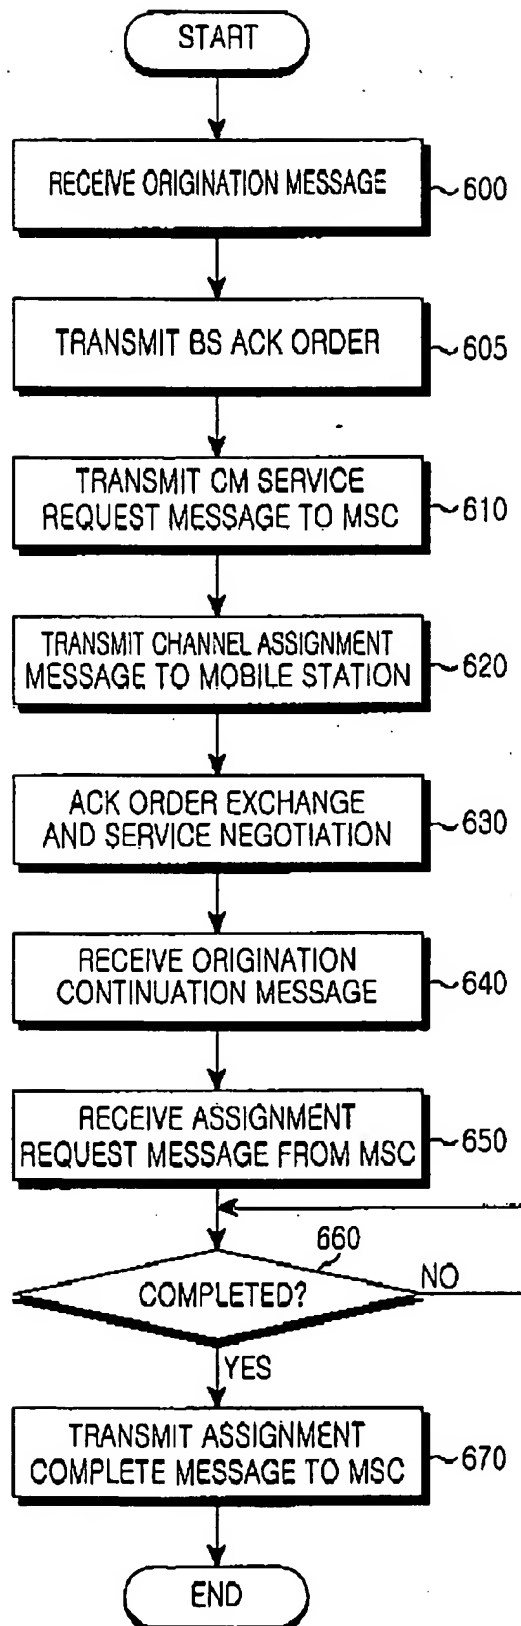 START
RECEIVE ORIGINATION MESSAGE
600
TRANSMIT BS ACK ORDER
605
TRANSMIT CM SERVICE
REQUEST MESSAGE TO MSC
610
TRANSMIT CHANNEL ASSIGNMENT
MESSAGE TO MOBILE STATION
620
ACK ORDER EXCHANGE
AND SERVICE NEGOTIATION
630
RECEIVE ORIGINATION
CONTINUATION MESSAGE
640
RECEIVE ASSIGNMENT
REQUEST MESSAGE FROM MSC
650
660
COMPLETED?
NO
YES
TRANSMIT ASSIGNMENT
COMPLETE MESSAGE TO MSC
670
END